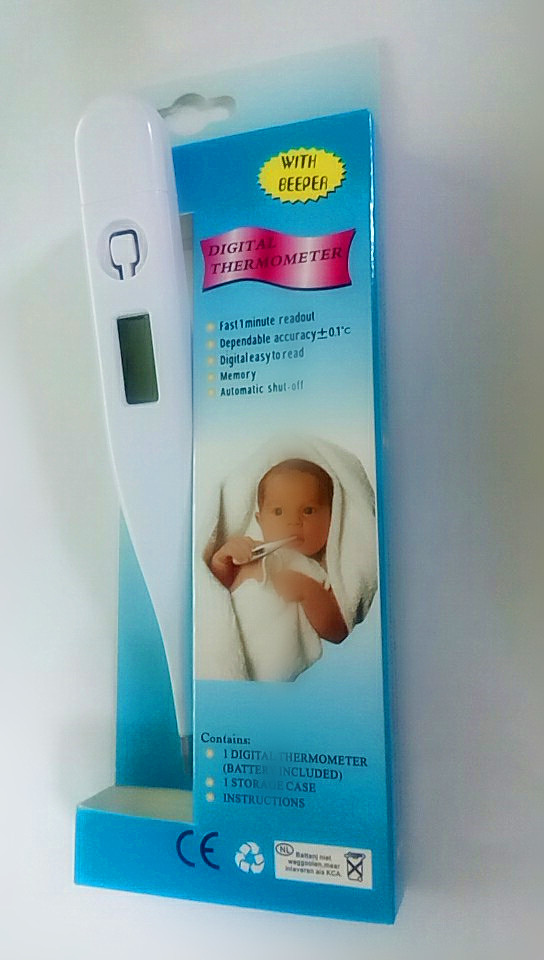 WITH
BEEPER
DIGITAL
THERMOMETER
Fast 1 minute readout
Dependable accuracy±0.1°c
Digital easy to read
Memory
Automatic shut-off
Contains:
1 DIGITAL THERMOMETER
(BATTERY INCLUDED)
1 STORAGE CASE
INSTRUCTIONS
CE
NL
Batterij niet
weggooien,maar
inleveren als KCA.